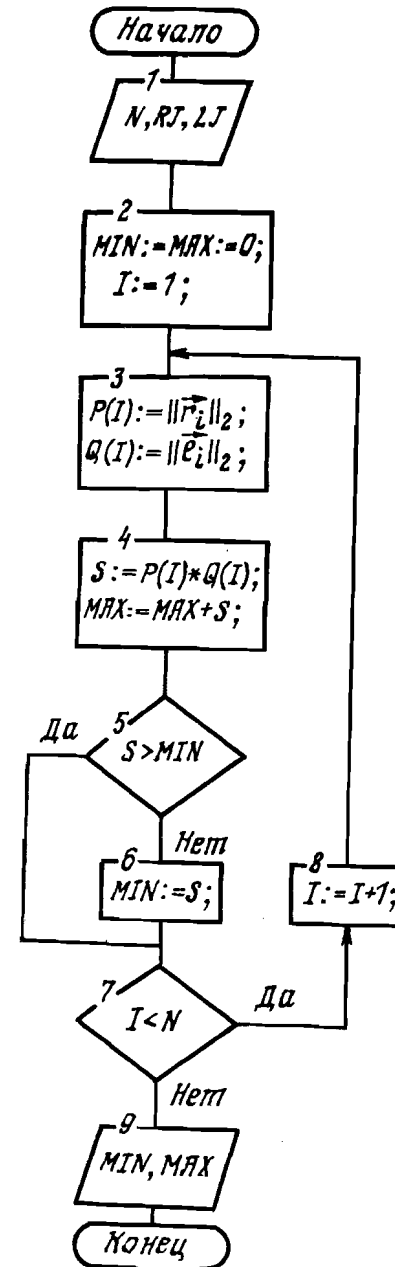 Начало
1
N, RJ, LJ
2
MIN:=MAX:=0;
I:=1;
3
P(I):=||r⃗ᵢ||₂;
Q(I):=||e⃗ᵢ||₂;
4
S:=P(I)*Q(I);
MAX:=MAX+S;
5
Да
S>MIN
Нет
6
MIN:=S;
8
I:=I+1;
7
I<N
Да
Нет
9
MIN, MAX
Конец